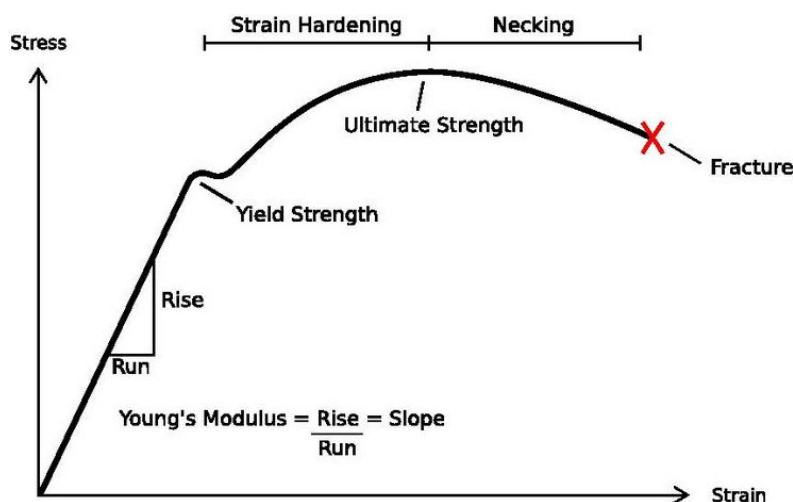 Strain Hardening
Necking
Stress
Ultimate Strength
Fracture
Yield Strength
Rise
Run
Young's Modulus = Rise = Slope
Run
Strain